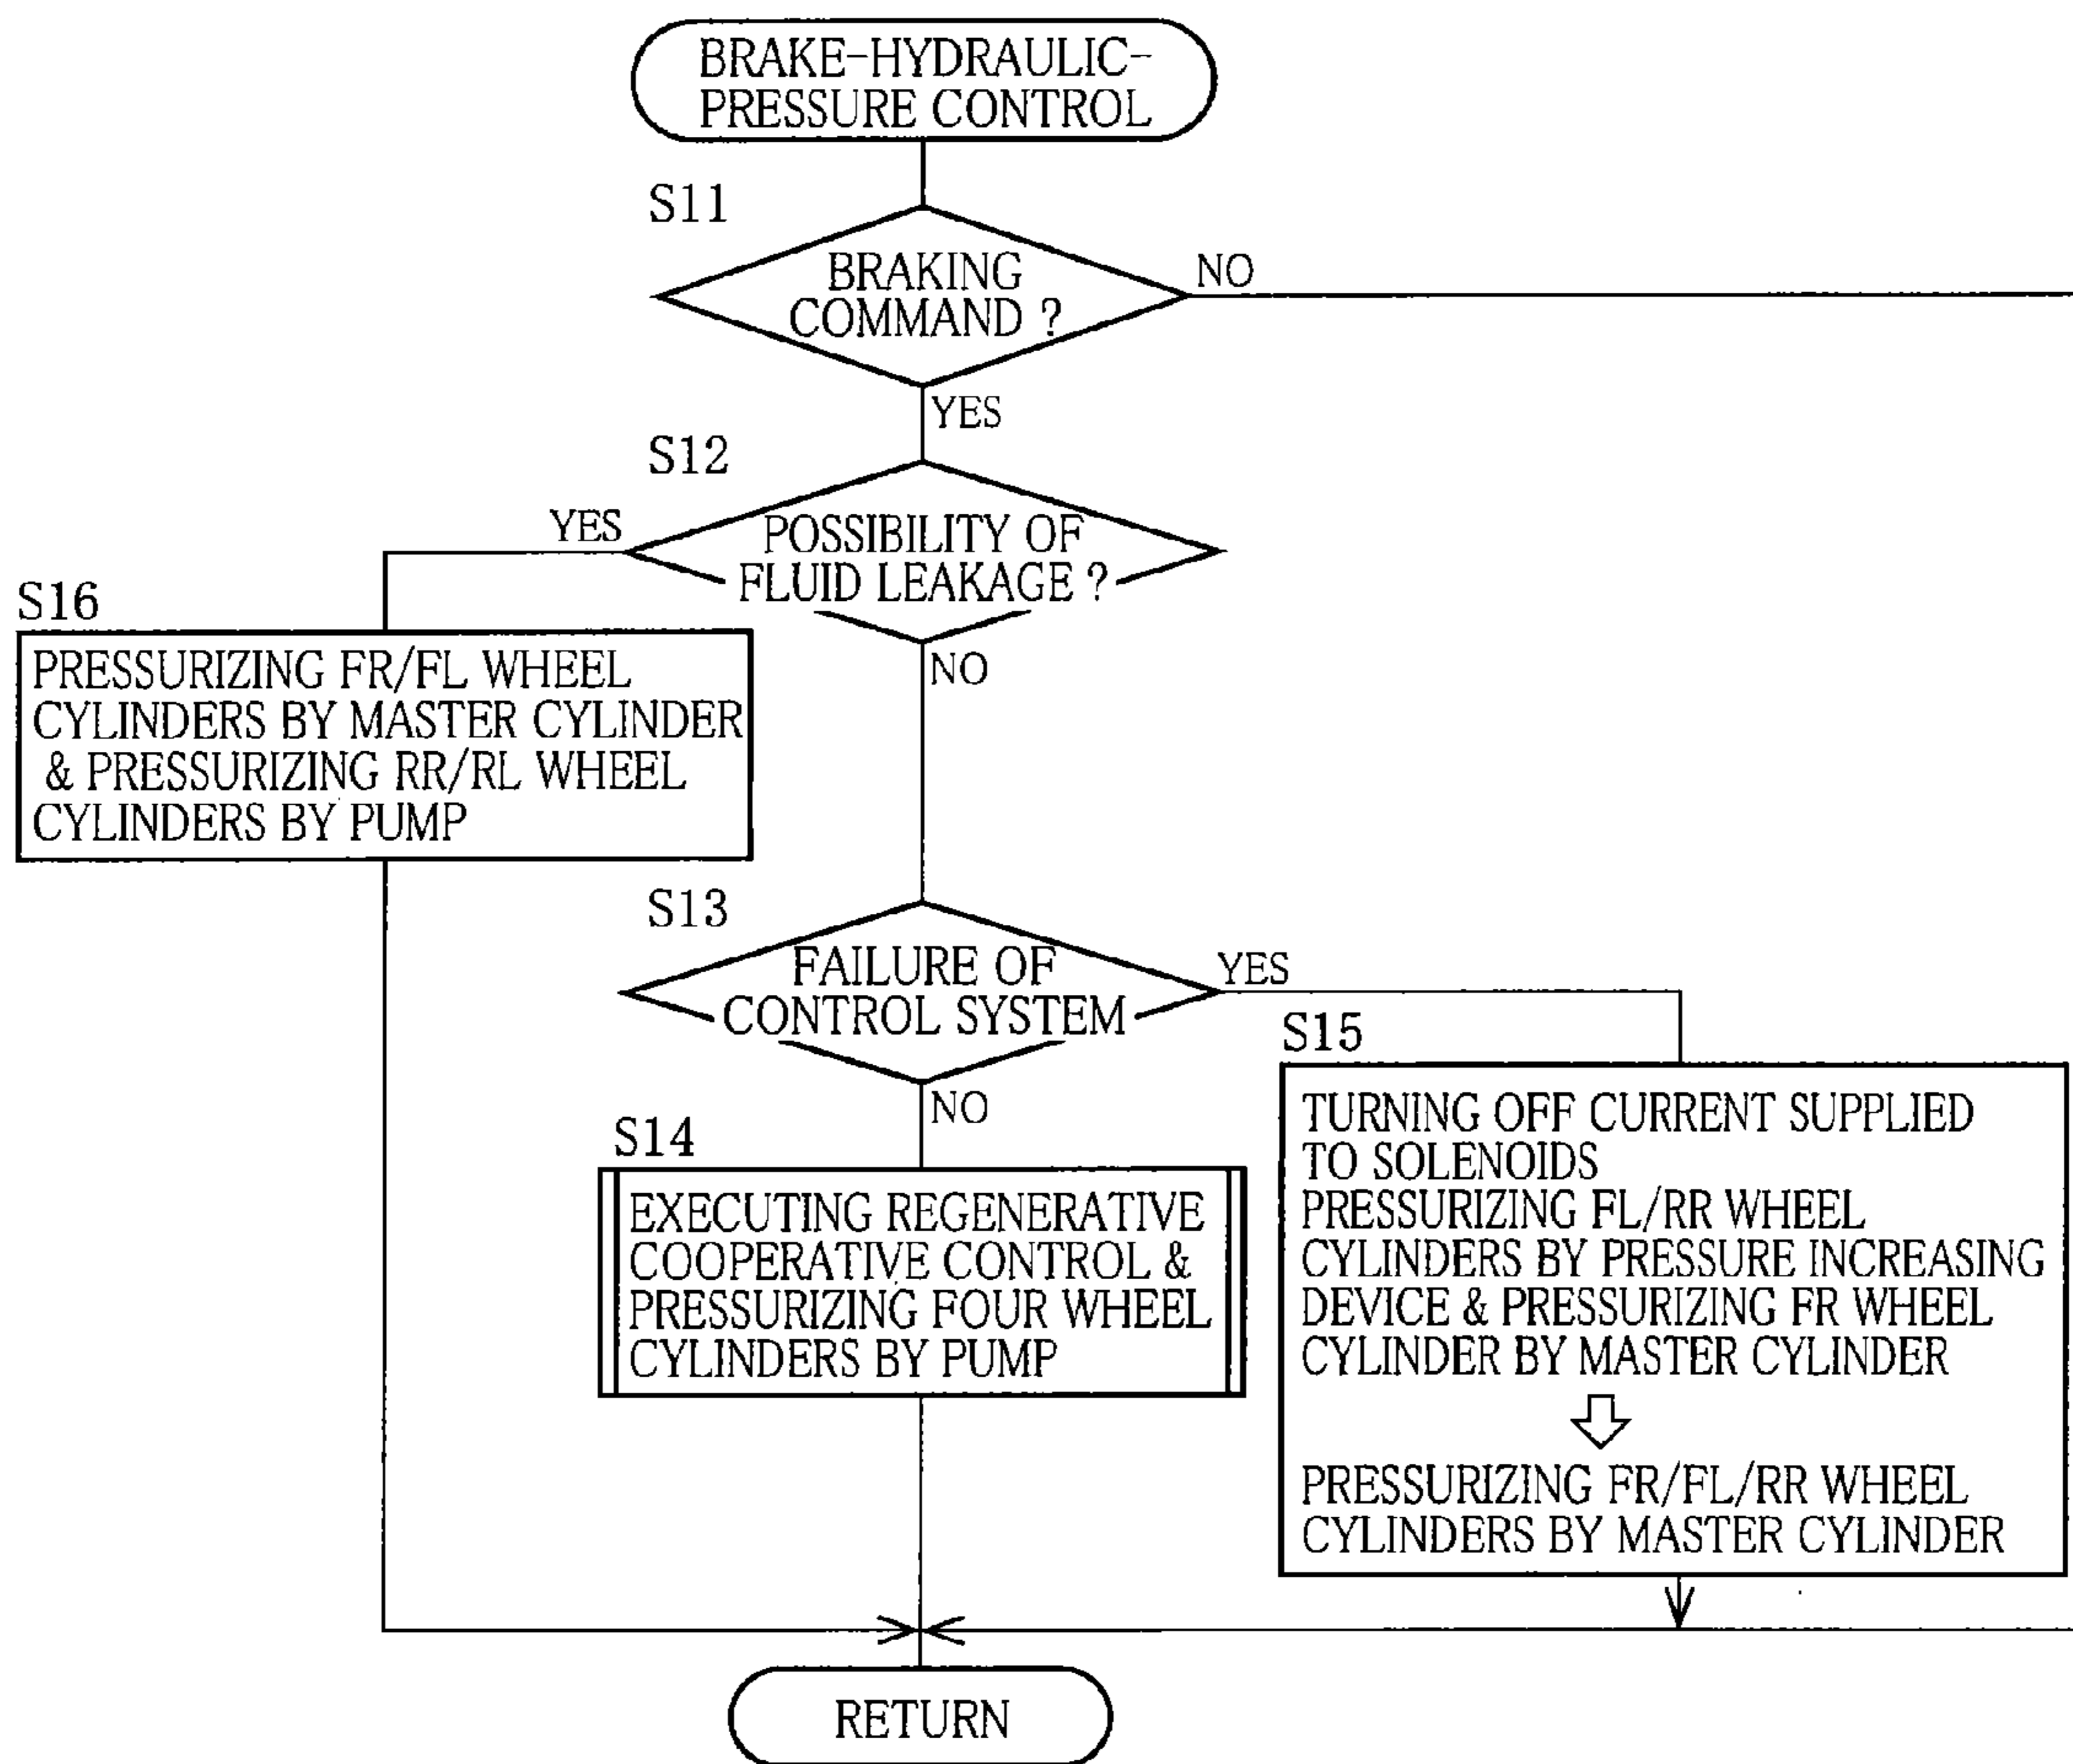 BRAKE-HYDRAULIC-
PRESSURE CONTROL
S11
BRAKING
COMMAND ?
NO
YES
S12
POSSIBILITY OF
FLUID LEAKAGE ?
YES
NO
S16
PRESSURIZING FR/FL WHEEL
CYLINDERS BY MASTER CYLINDER
& PRESSURIZING RR/RL WHEEL
CYLINDERS BY PUMP
S13
FAILURE OF
CONTROL SYSTEM
YES
NO
S15
TURNING OFF CURRENT SUPPLIED
TO SOLENOIDS
PRESSURIZING FL/RR WHEEL
CYLINDERS BY PRESSURE INCREASING
DEVICE & PRESSURIZING FR WHEEL
CYLINDER BY MASTER CYLINDER
PRESSURIZING FR/FL/RR WHEEL
CYLINDERS BY MASTER CYLINDER
S14
EXECUTING REGENERATIVE
COOPERATIVE CONTROL &
PRESSURIZING FOUR WHEEL
CYLINDERS BY PUMP
RETURN